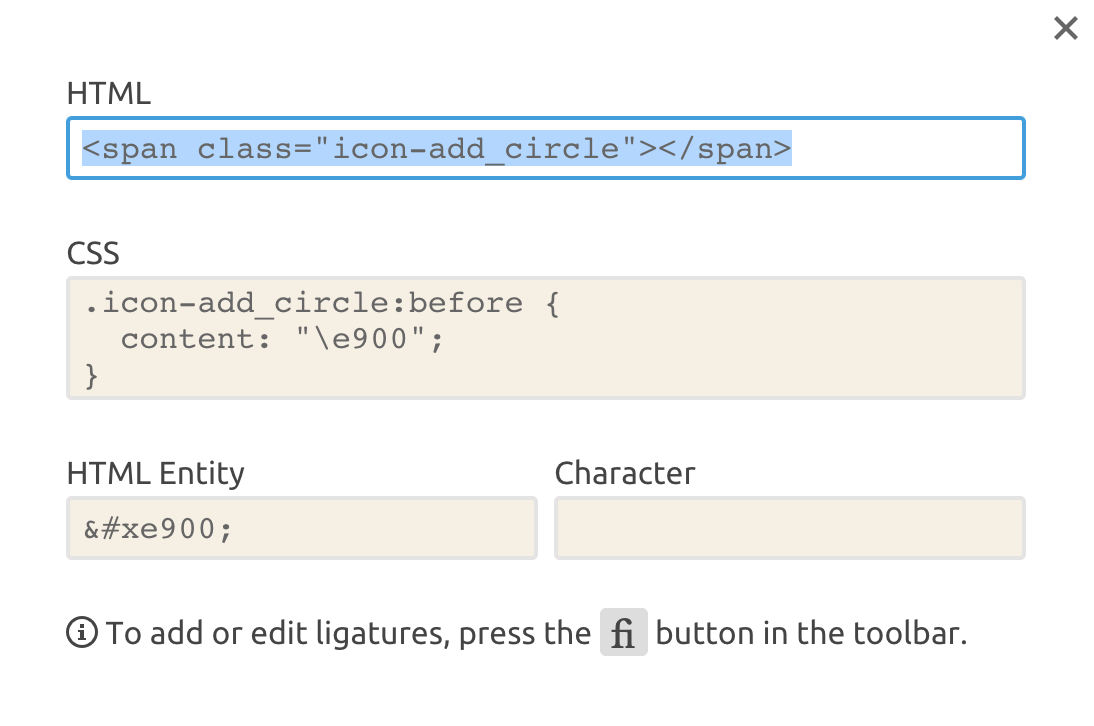 HTML
<span class="icon-add_circle"></span>
CSS
.icon-add_circle:before {
  content: "\e900";
}
HTML Entity
Character
&#xe900;
To add or edit ligatures, press the fi button in the toolbar.